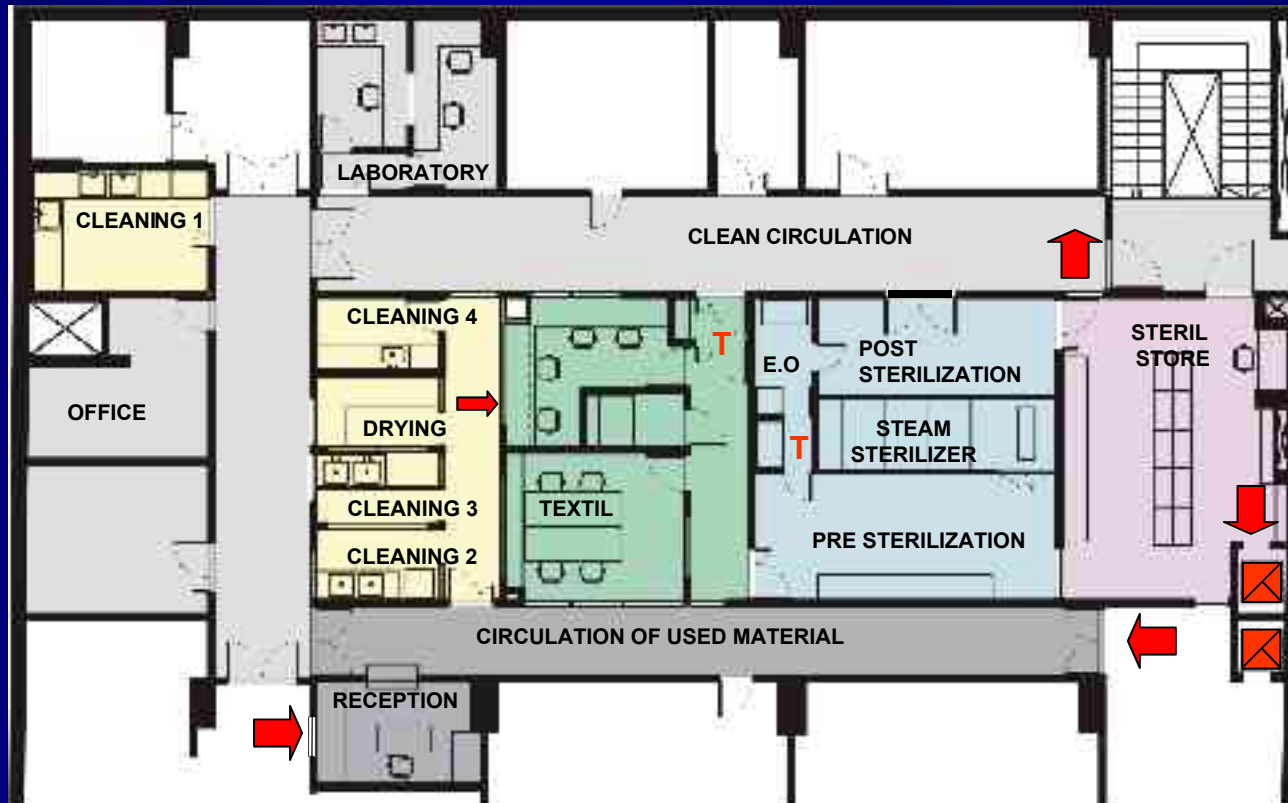 LABORATORY
CLEANING 1
CLEAN CIRCULATION
CLEANING 4
T
E.O
POST
STERILIZATION
STERIL
STORE
OFFICE
DRYING
T
STEAM
STERILIZER
CLEANING 3
TEXTIL
CLEANING 2
PRE STERILIZATION
CIRCULATION OF USED MATERIAL
RECEPTION